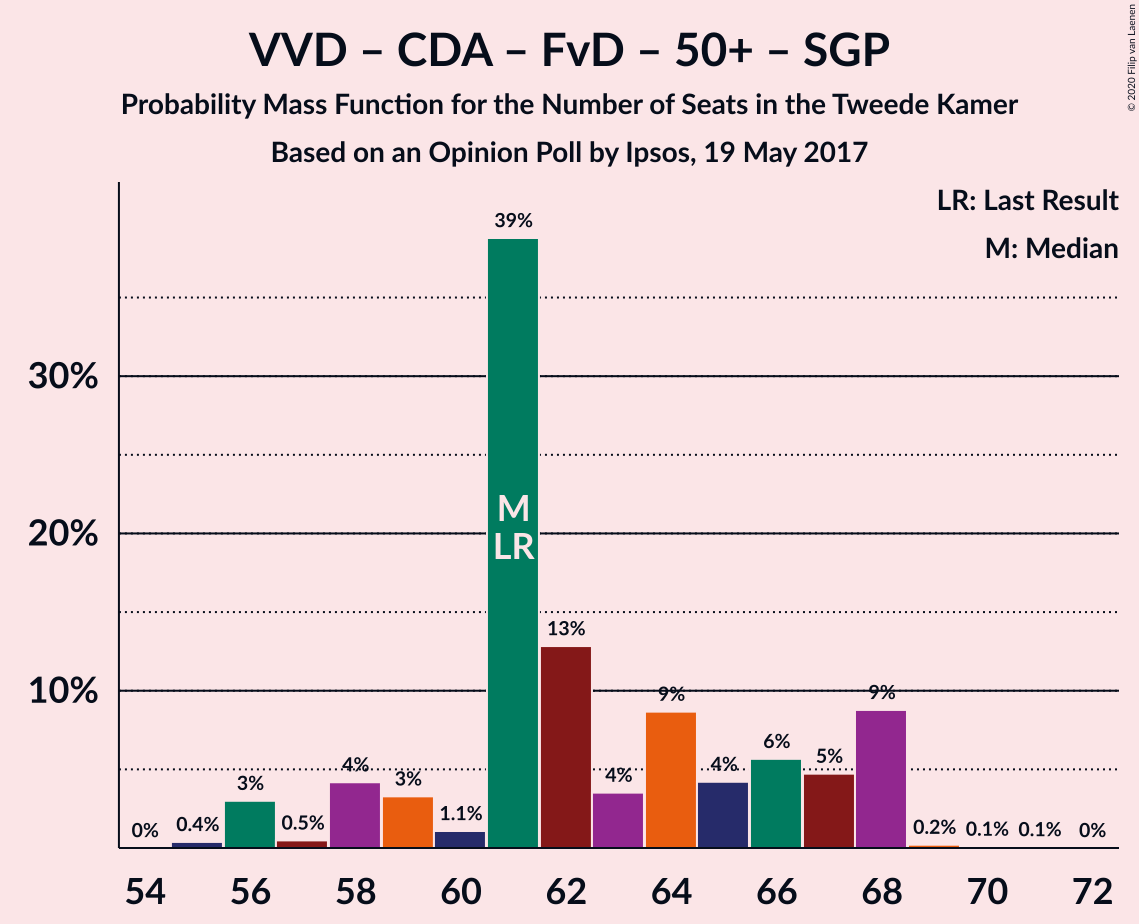 VVD – CDA – FvD – 50+ – SGP
Probability Mass Function for the Number of Seats in the Tweede Kamer
Based on an Opinion Poll by Ipsos, 19 May 2017
© 2020 Filip van Laenen
LR: Last Result
M: Median
30%
20%
10%
0%
0.4%
3%
0.5%
4%
3%
1.1%
39%
M
LR
13%
4%
9%
4%
6%
5%
9%
0.2%
0.1%
0.1%
0%
54 56 58 60 62 64 66 68 70 72